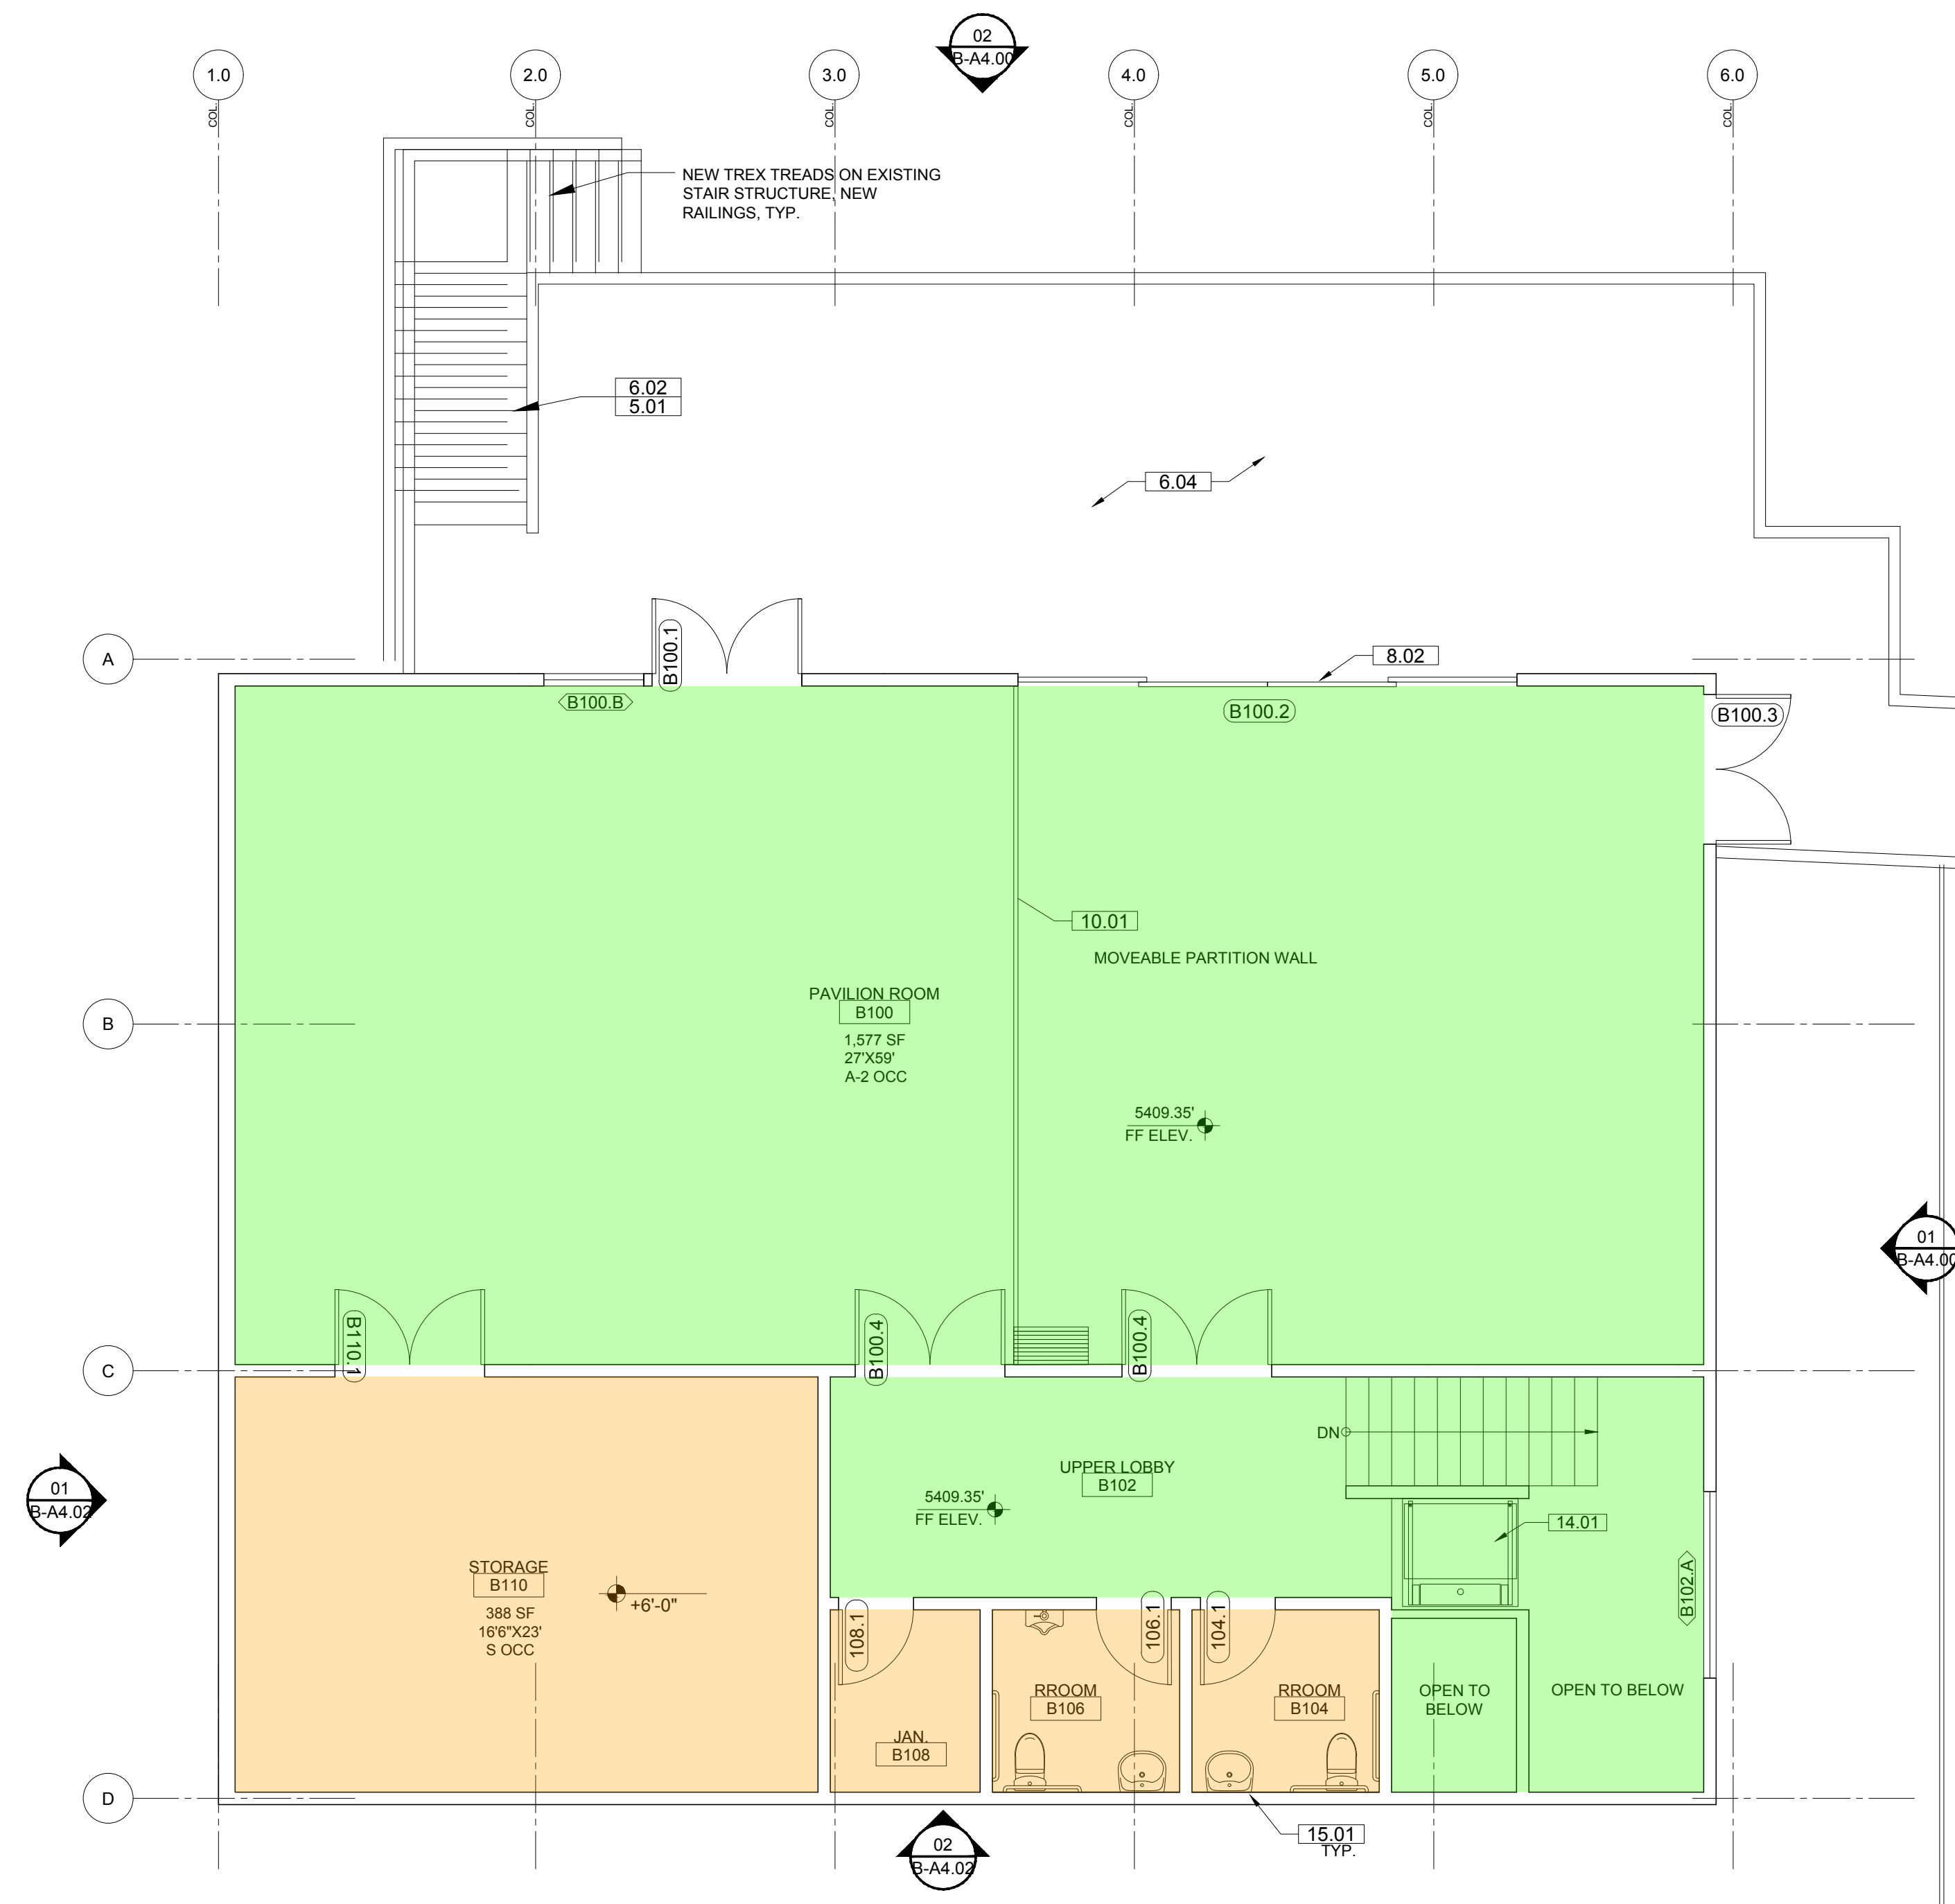 02
B-A4.00
1.0
2.0
3.0
4.0
5.0
6.0
COL.
COL.
COL.
COL.
COL.
COL.
NEW TREX TREADS ON EXISTING
STAIR STRUCTURE, NEW
RAILINGS, TYP.
6.02
5.01
6.04
B100.1
8.02
A
B100.B
B100.2
B100.3
10.01
MOVEABLE PARTITION WALL
PAVILION ROOM
B100
1,577 SF
27'X59'
A-2 OCC
B
5409.35'
FF ELEV.
01
B-A4.00
B110.1
B100.4
B100.4
C
DN
UPPER LOBBY
B102
5409.35'
FF ELEV.
14.01
01
B-A4.02
STORAGE
B110
388 SF
16'6"X23'
S OCC
+6'-0"
B102.A
108.1
106.1
104.1
RROOM
B106
RROOM
B104
OPEN TO
BELOW
OPEN TO BELOW
JAN.
B108
D
15.01
TYP.
02
B-A4.02